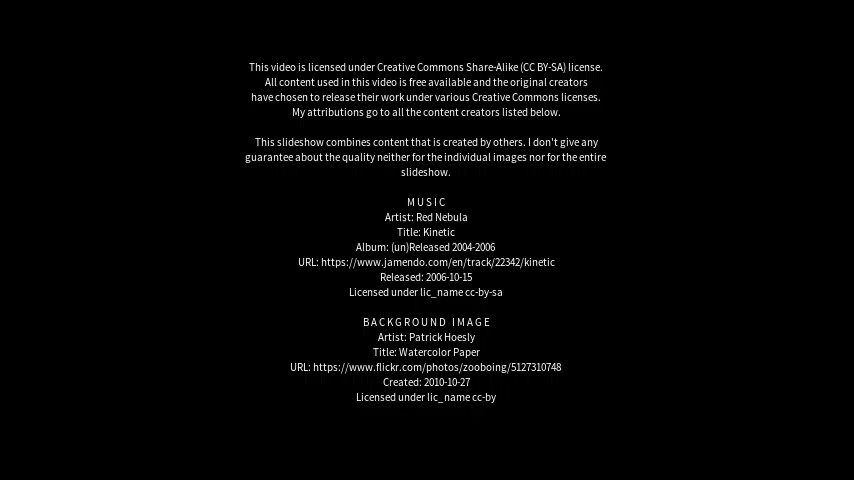 This video is licensed under Creative Commons Share-Alike (CC BY-SA) license.
All content used in this video is free available and the original creators
have chosen to release their work under various Creative Commons licenses.
My attributions go to all the content creators listed below.
This slideshow combines content that is created by others. I don't give any
guarantee about the quality neither for the individual images nor for the entire
slideshow.
MUSIC
Artist: Red Nebula
Title: Kinetic
Album: (un)Released 2004-2006
URL: https://www.jamendo.com/en/track/22342/kinetic
Released: 2006-10-15
Licensed under lic_name cc-by-sa
BACKGROUND IMAGE
Artist: Patrick Hoesly
Title: Watercolor Paper
URL: https://www.flickr.com/photos/zooboing/5127310748
Created: 2010-10-27
Licensed under lic_name cc-by